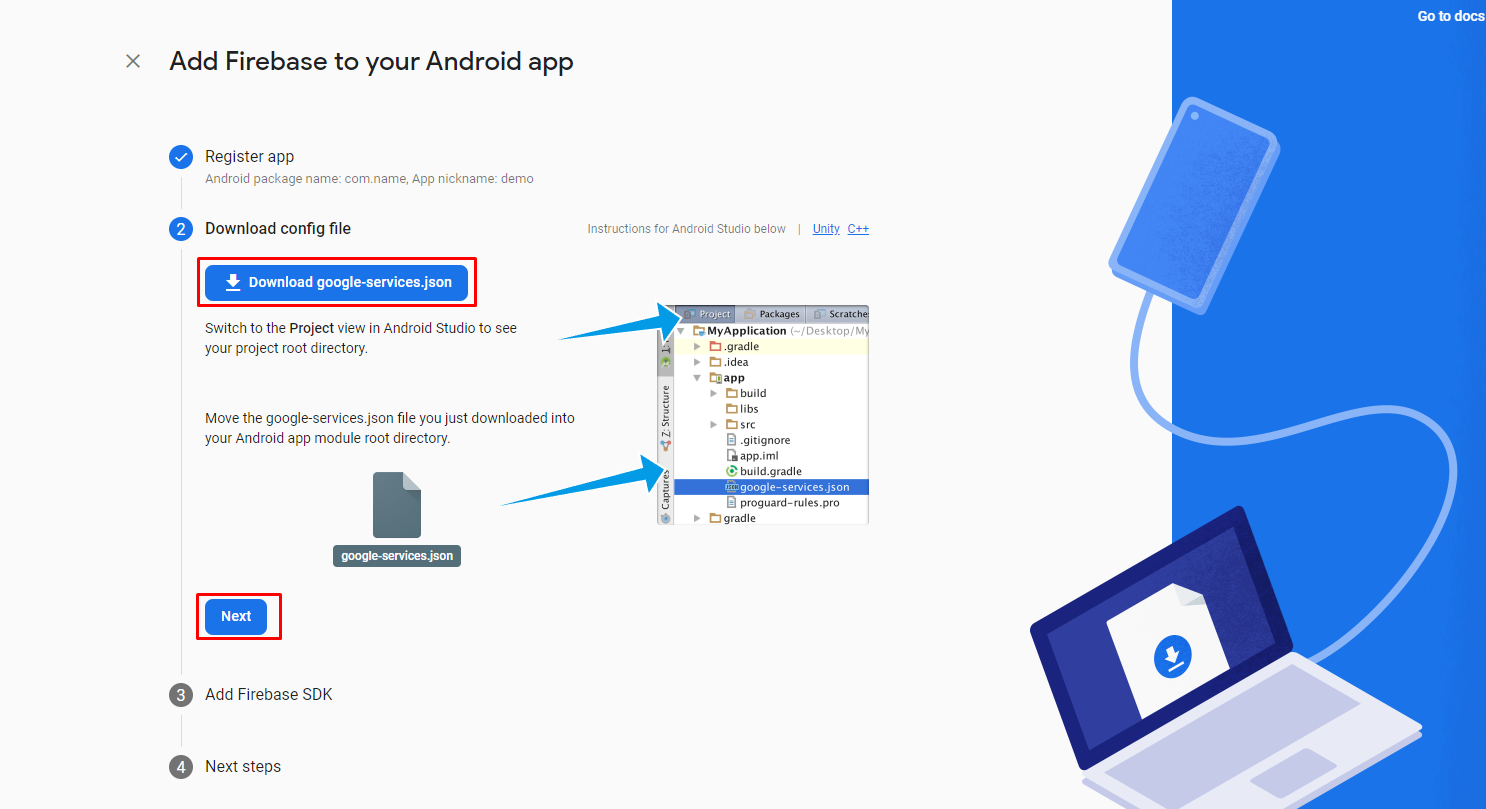 Go to docs
Add Firebase to your Android app
Register app
Android package name: com.name, App nickname: demo
2
Download config file
Instructions for Android Studio below | Unity C++
Download google-services.json
Switch to the Project view in Android Studio to see
your project root directory.
Project Packages Scratche
MyApplication (~/Desktop/My
.gradle
.idea
app
build
libs
src
.gitignore
app.iml
build.gradle
google-services.json
proguard-rules.pro
gradle
Z: Structure
Captures
Move the google-services.json file you just downloaded into
your Android app module root directory.
google-services.json
Next
3
Add Firebase SDK
4
Next steps